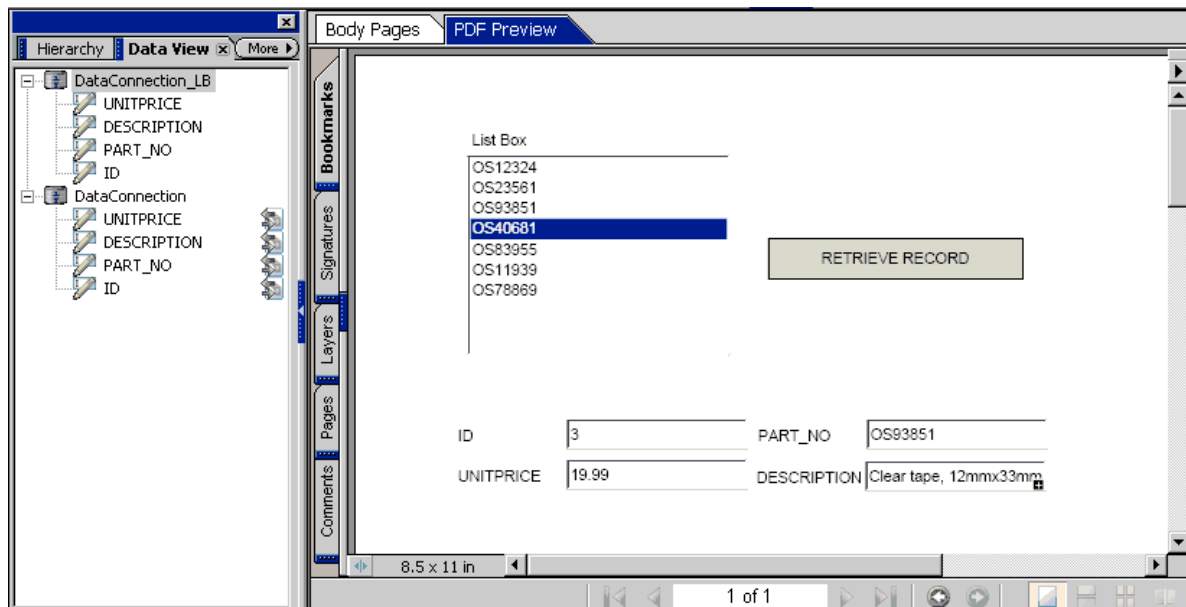 Hierarchy Data View More
DataConnection_LB
UNITPRICE
DESCRIPTION
PART_NO
ID
DataConnection
UNITPRICE
DESCRIPTION
PART_NO
ID
Body Pages PDF Preview
Bookmarks
Signatures
Layers
Pages
Comments
List Box
OS12324
OS23561
OS93851
OS40681
OS83955
OS11939
OS78869
RETRIEVE RECORD
ID 3 PART_NO OS93851
UNITPRICE 19.99 DESCRIPTION Clear tape, 12mmx33mm
8.5 x 11 in
1 of 1